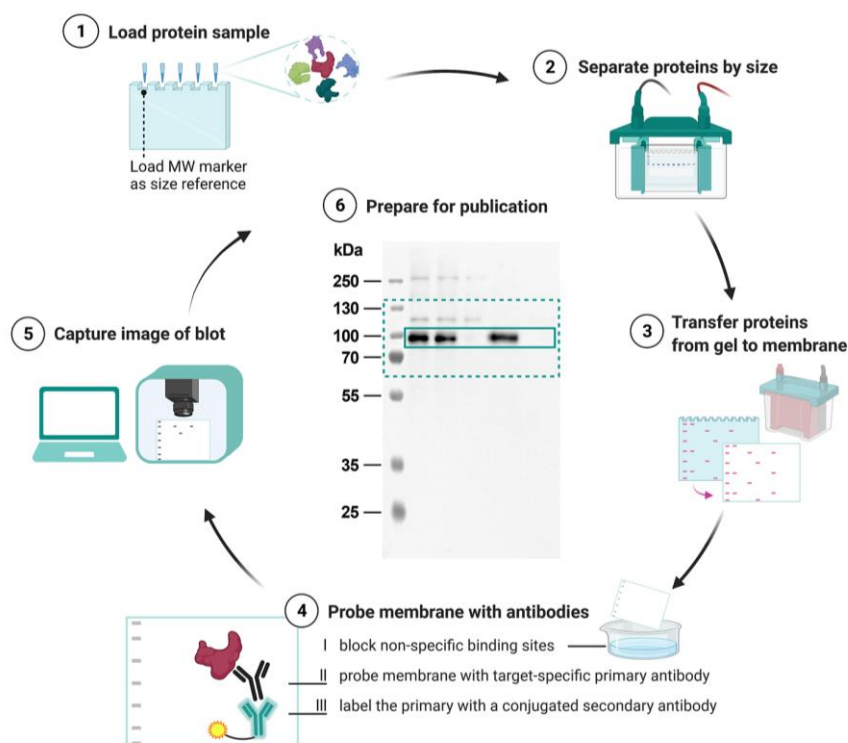 1 Load protein sample
Load MW marker
as size reference
2 Separate proteins by size
3 Transfer proteins
from gel to membrane
4 Probe membrane with antibodies
I block non-specific binding sites
II probe membrane with target-specific primary antibody
III label the primary with a conjugated secondary antibody
5 Capture image of blot
6 Prepare for publication
kDa
250
130
100
70
55
35
25